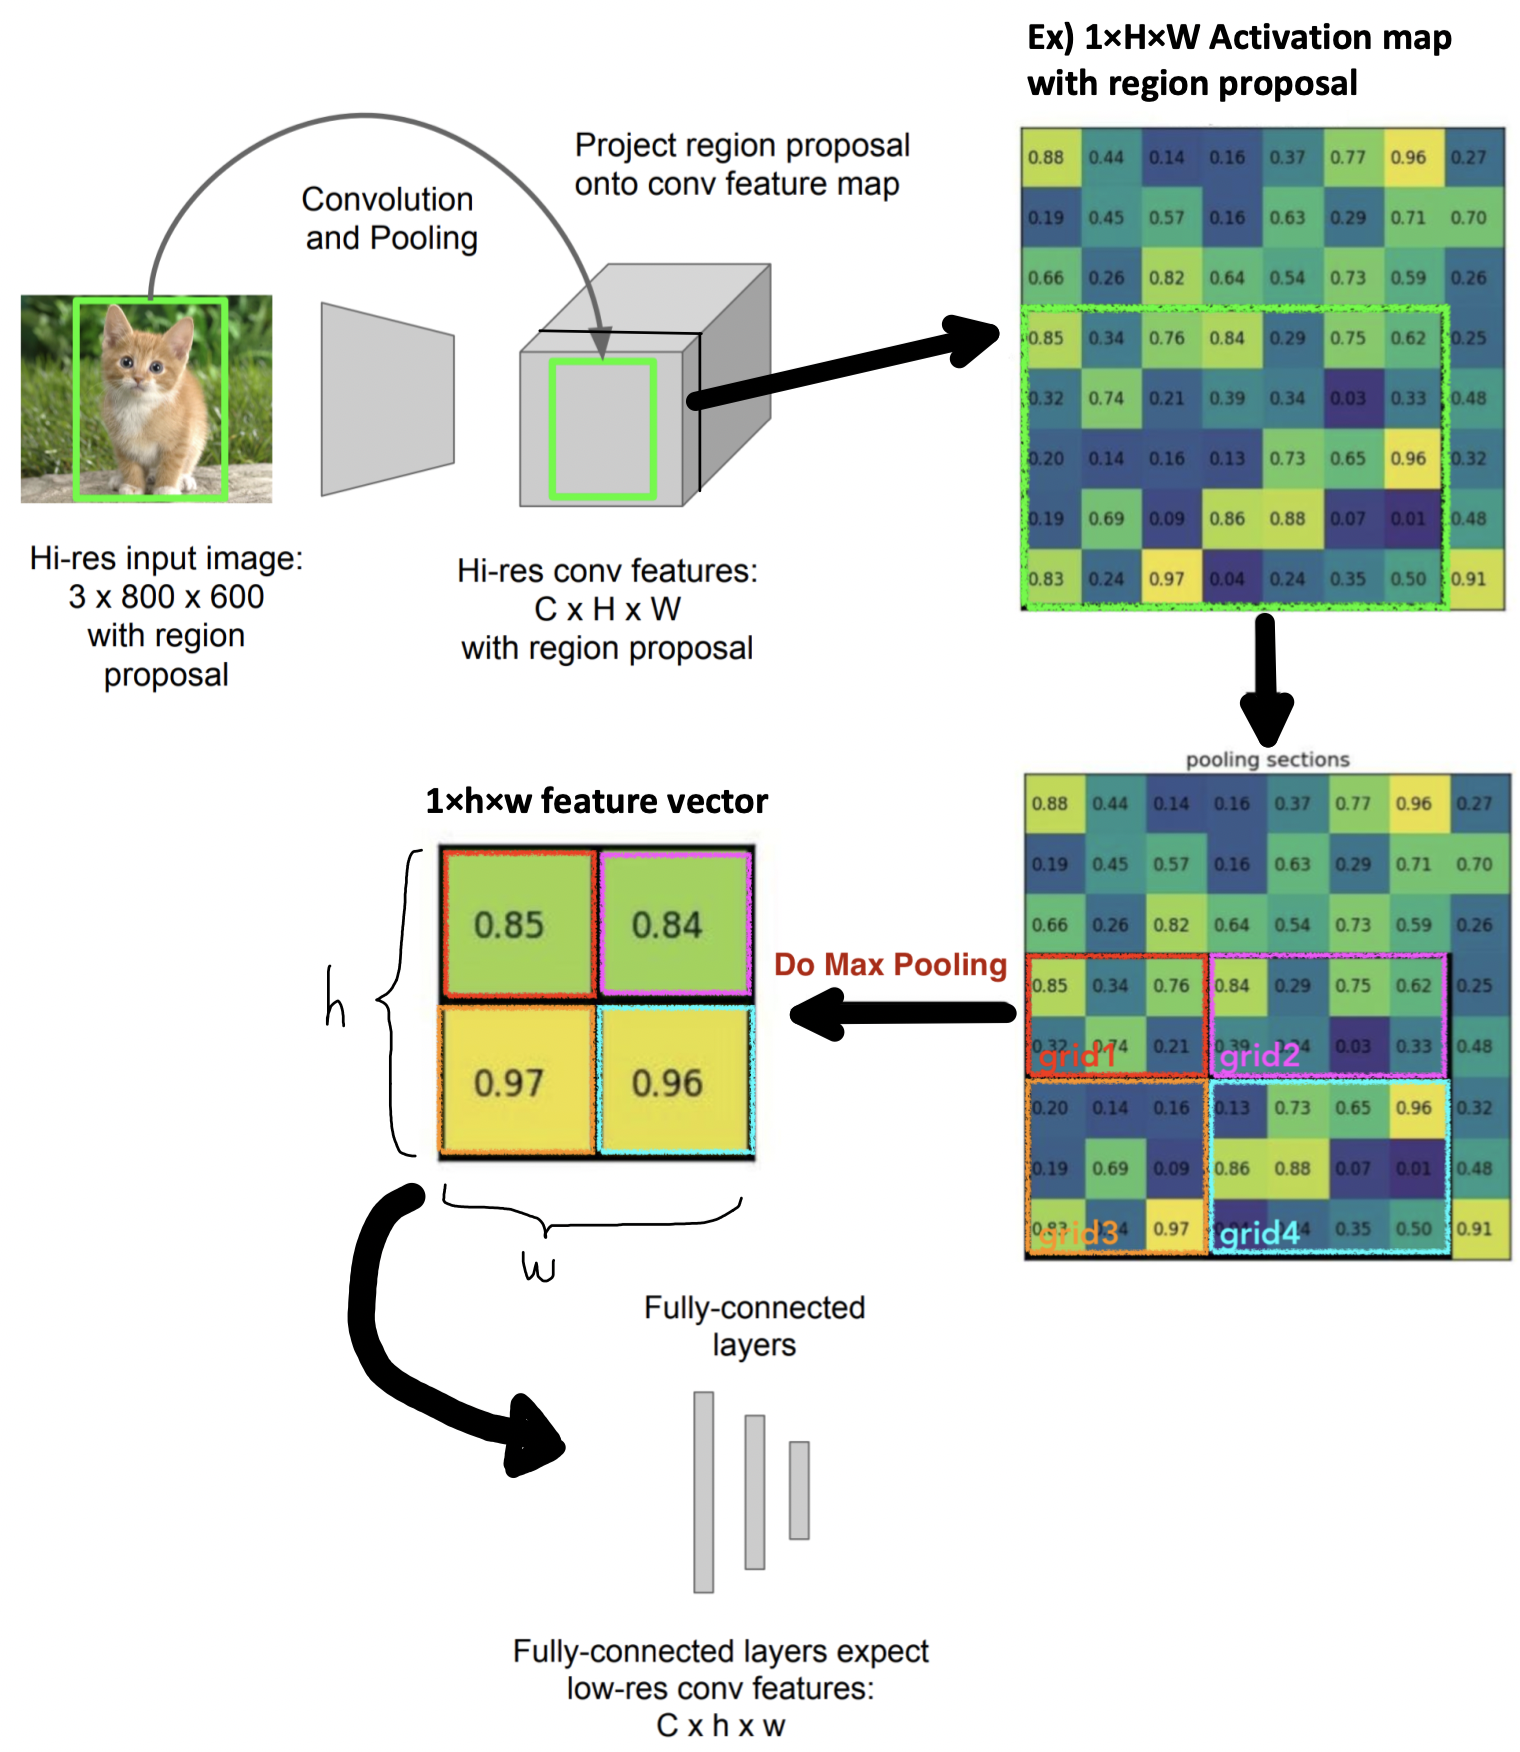 Ex) 1×H×W Activation map
with region proposal
Project region proposal
onto conv feature map
Convolution
and Pooling
0.88 0.44 0.14 0.16 0.37 0.77 0.96 0.27
0.19 0.45 0.57 0.16 0.63 0.29 0.71 0.70
0.66 0.26 0.82 0.64 0.54 0.73 0.59 0.26
0.85 0.34 0.76 0.84 0.29 0.75 0.62 0.25
0.32 0.74 0.21 0.39 0.34 0.03 0.33 0.48
0.20 0.14 0.16 0.13 0.73 0.65 0.96 0.32
0.19 0.69 0.09 0.86 0.88 0.07 0.01 0.48
0.83 0.24 0.97 0.04 0.24 0.35 0.50 0.91
Hi-res input image:
3 x 800 x 600
with region
proposal
Hi-res conv features:
C x H x W
with region proposal
pooling sections
0.88 0.44 0.14 0.16 0.37 0.77 0.96 0.27
0.19 0.45 0.57 0.16 0.63 0.29 0.71 0.70
0.66 0.26 0.82 0.64 0.54 0.73 0.59 0.26
0.85 0.34 0.76 0.84 0.29 0.75 0.62 0.25
0.32 0.74 0.21 0.39 0.34 0.03 0.33 0.48
grid1 grid2
0.20 0.14 0.16 0.13 0.73 0.65 0.96 0.32
0.19 0.69 0.09 0.86 0.88 0.07 0.01 0.48
0.83 0.97 0.35 0.50 0.91
grid3 grid4
Do Max Pooling
1×h×w feature vector
0.85 0.84
0.97 0.96
h
w
Fully-connected
layers
Fully-connected layers expect
low-res conv features:
C x h x w